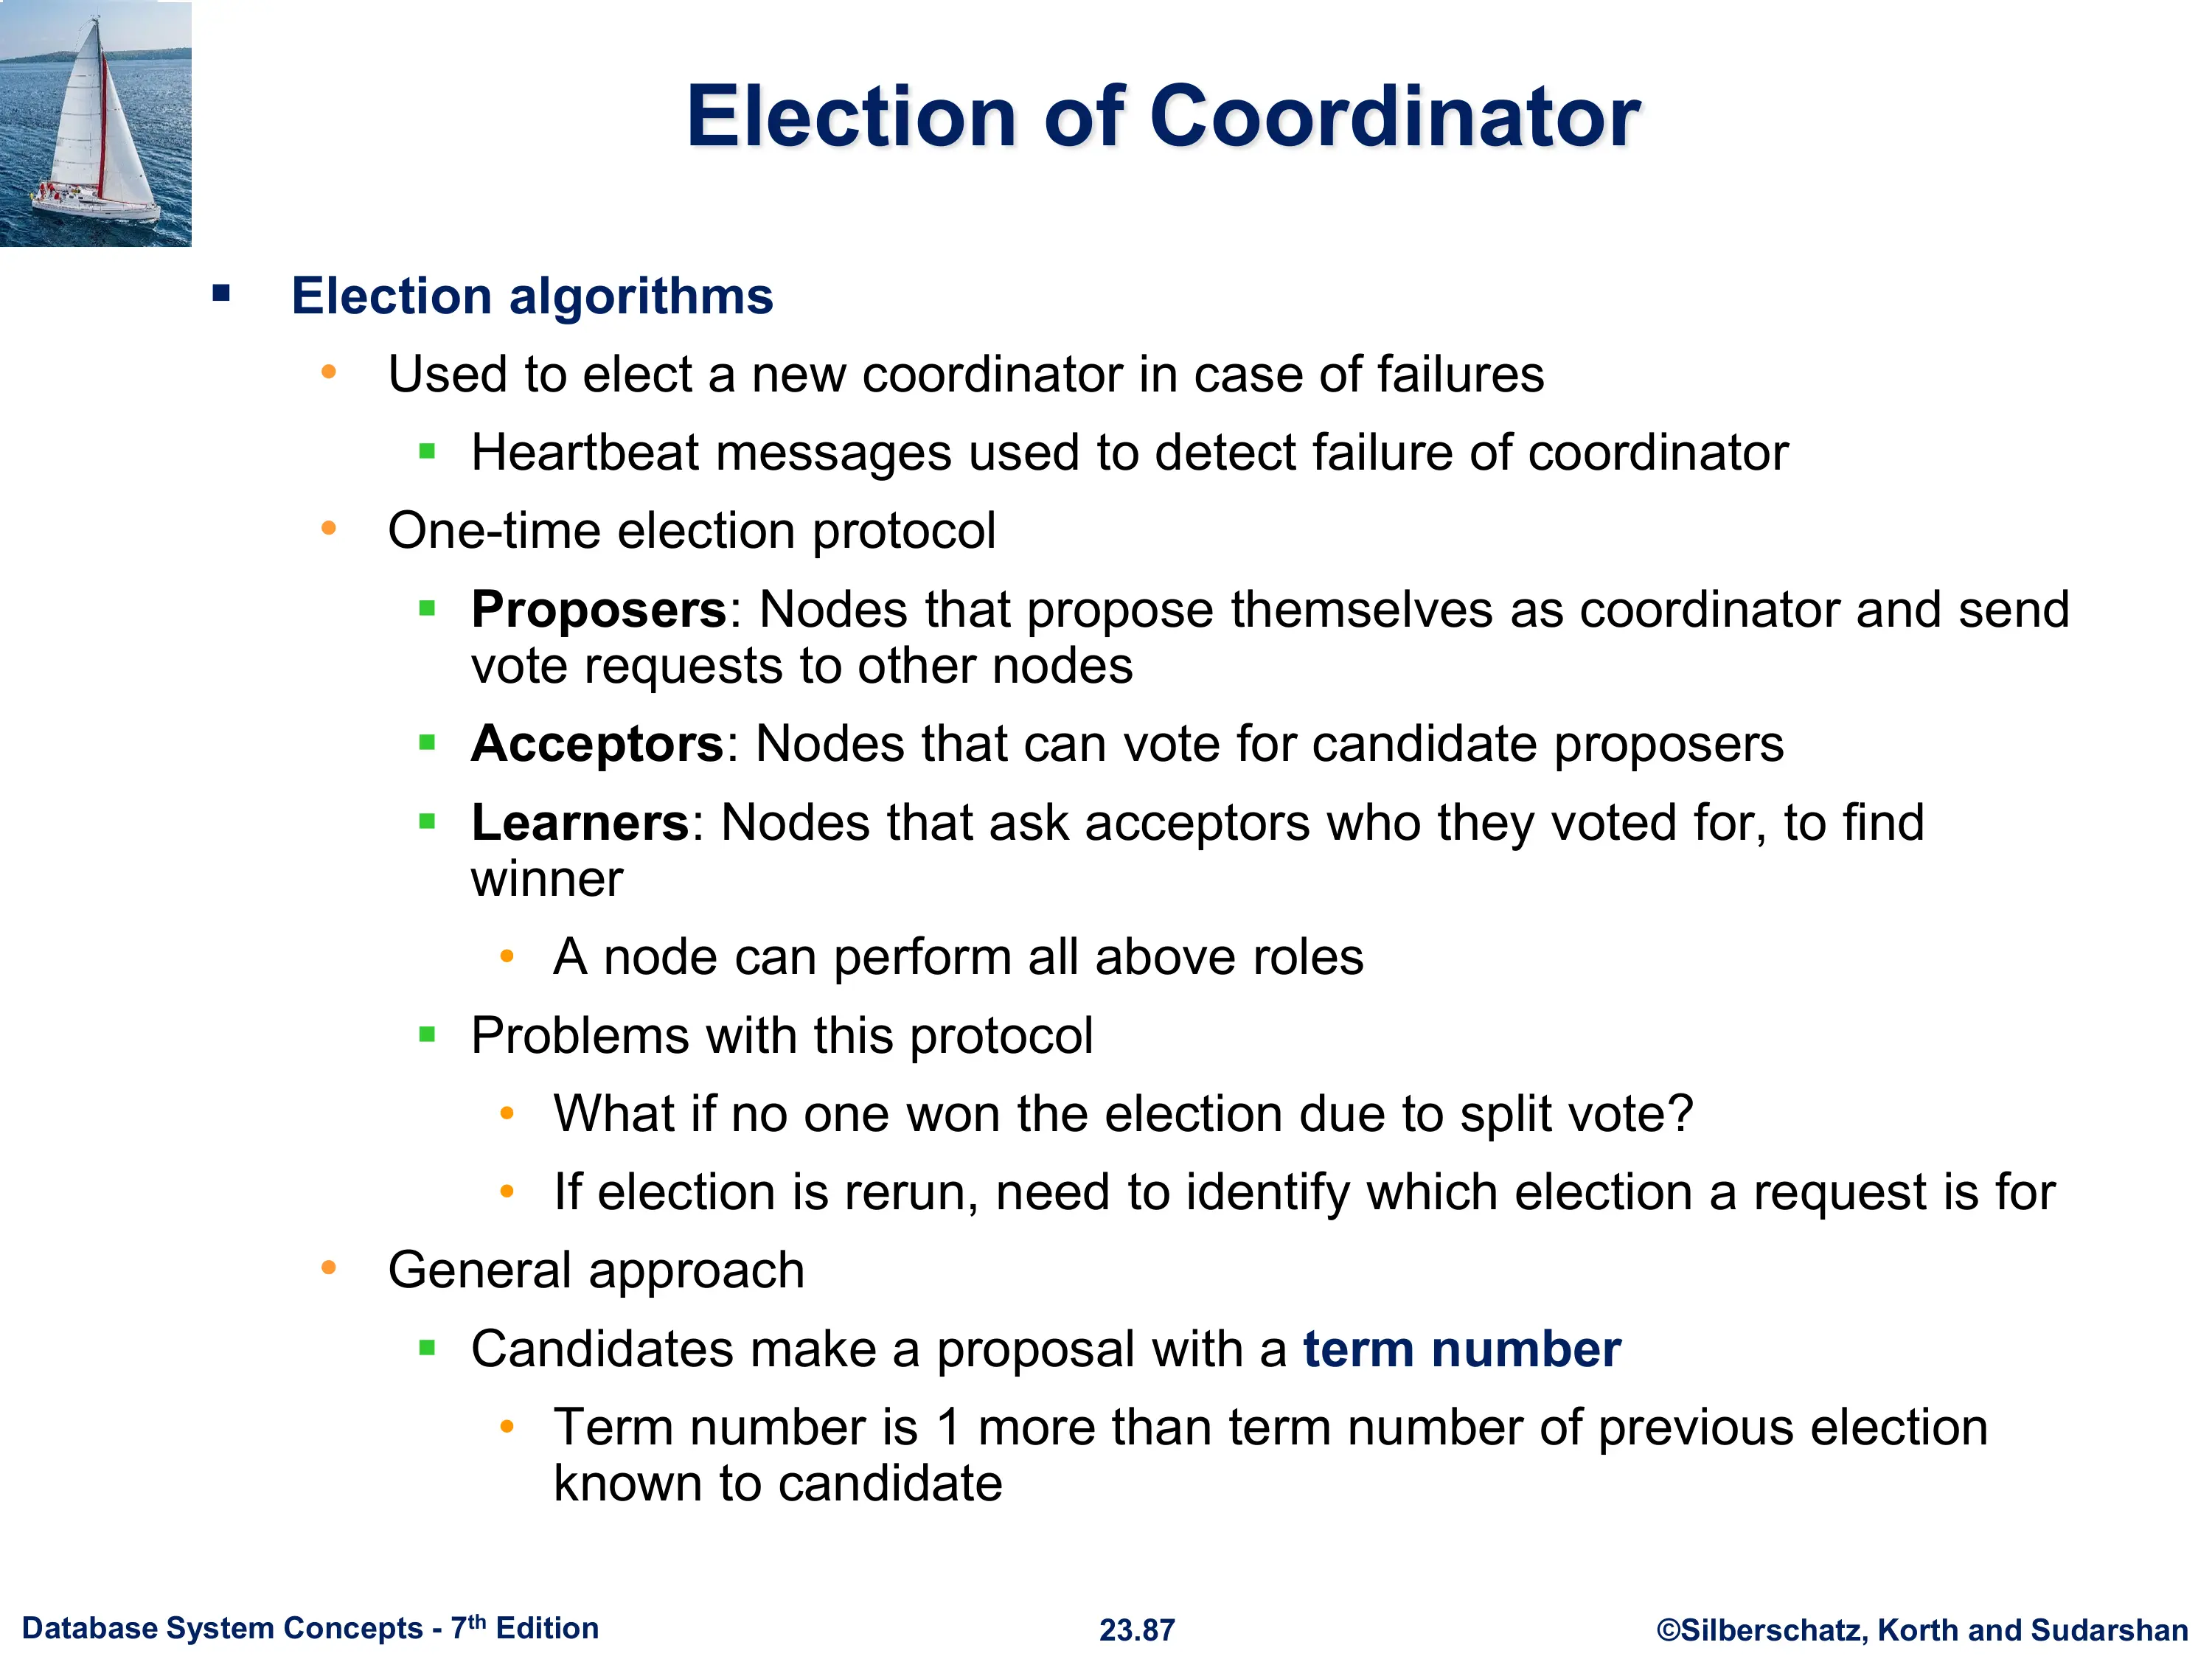 Election of Coordinator
▪ Election algorithms
• Used to elect a new coordinator in case of failures
▪ Heartbeat messages used to detect failure of coordinator
• One-time election protocol
▪ Proposers: Nodes that propose themselves as coordinator and send
vote requests to other nodes
▪ Acceptors: Nodes that can vote for candidate proposers
▪ Learners: Nodes that ask acceptors who they voted for, to find
winner
• A node can perform all above roles
▪ Problems with this protocol
• What if no one won the election due to split vote?
• If election is rerun, need to identify which election a request is for
• General approach
▪ Candidates make a proposal with a term number
• Term number is 1 more than term number of previous election
known to candidate
Database System Concepts - 7th Edition
23.87
©Silberschatz, Korth and Sudarshan